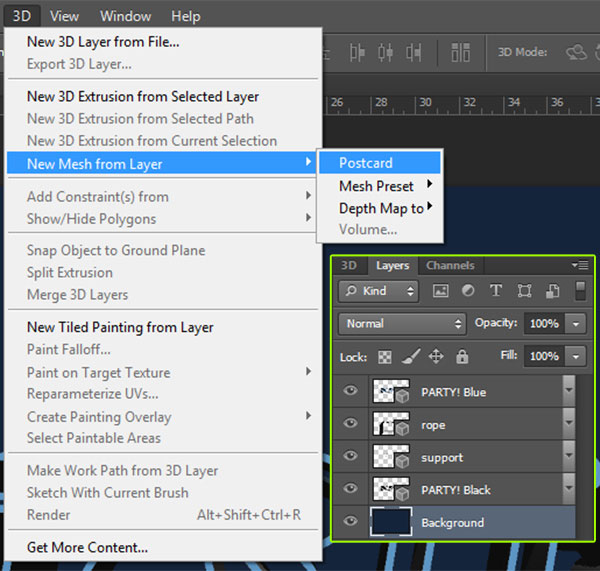 3D View Window Help
New 3D Layer from File...
Export 3D Layer...
3D Mode:
New 3D Extrusion from Selected Layer
New 3D Extrusion from Selected Path
New 3D Extrusion from Current Selection
26 28 30 32 34 36
New Mesh from Layer
Postcard
Mesh Preset
Depth Map to
Volume...
Add Constraint(s) from
Show/Hide Polygons
Snap Object to Ground Plane
Split Extrusion
Merge 3D Layers
New Tiled Painting from Layer
Paint Falloff...
Paint on Target Texture
Reparameterize UVs...
Create Painting Overlay
Select Paintable Areas
Make Work Path from 3D Layer
Sketch With Current Brush
Render Alt+Shift+Ctrl+R
Get More Content...
3D Layers Channels
Kind
Normal Opacity: 100%
Lock: Fill: 100%
PARTY! Blue
rope
support
PARTY! Black
Background